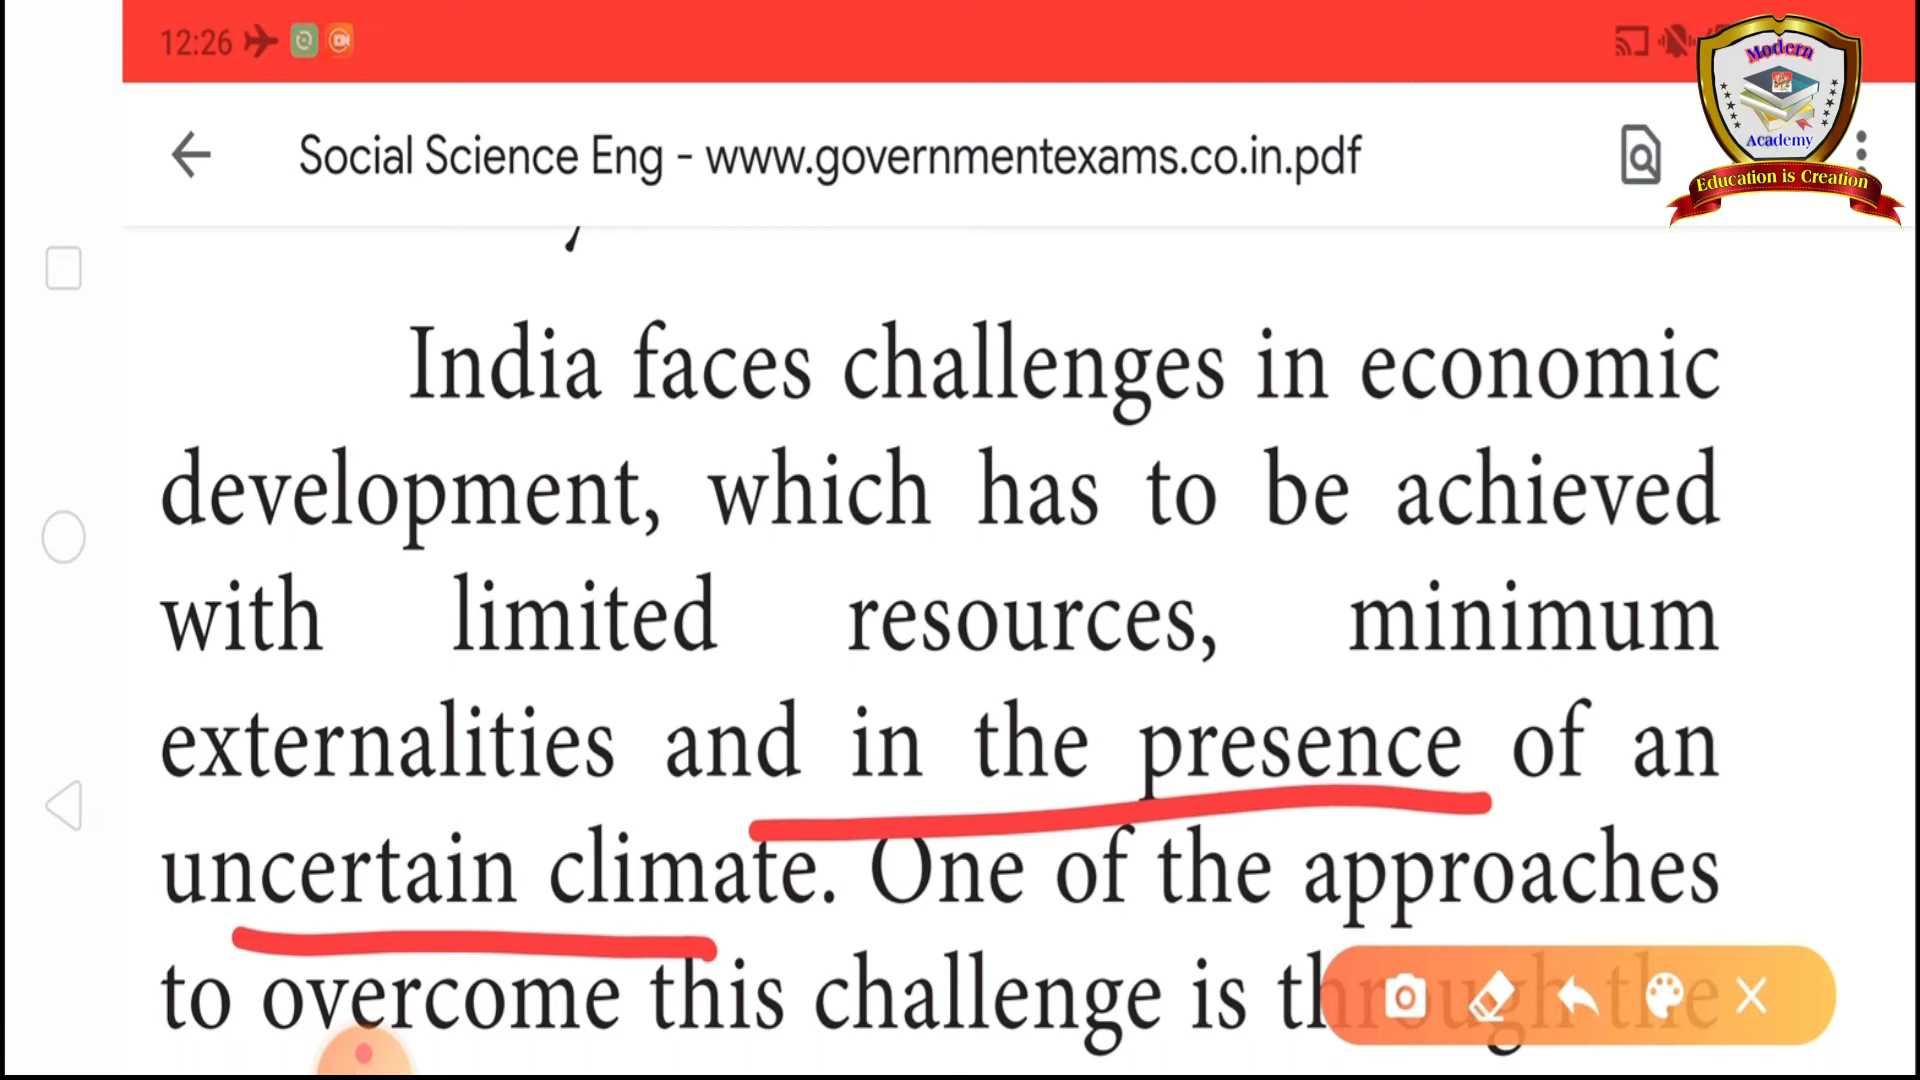 12:26
Modern
Academy
Education is Creation
Social Science Eng - www.governmentexams.co.in.pdf
India faces challenges in economic
development, which has to be achieved
with limited resources, minimum
externalities and in the presence of an
uncertain climate. One of the approaches
to overcome this challenge is through the